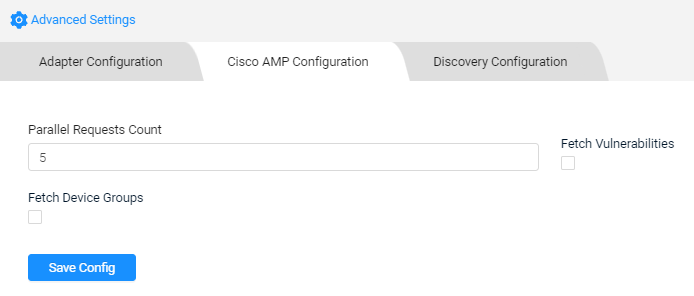 Advanced Settings
Adapter Configuration
Cisco AMP Configuration
Discovery Configuration
Parallel Requests Count
5
Fetch Vulnerabilities
Fetch Device Groups
Save Config